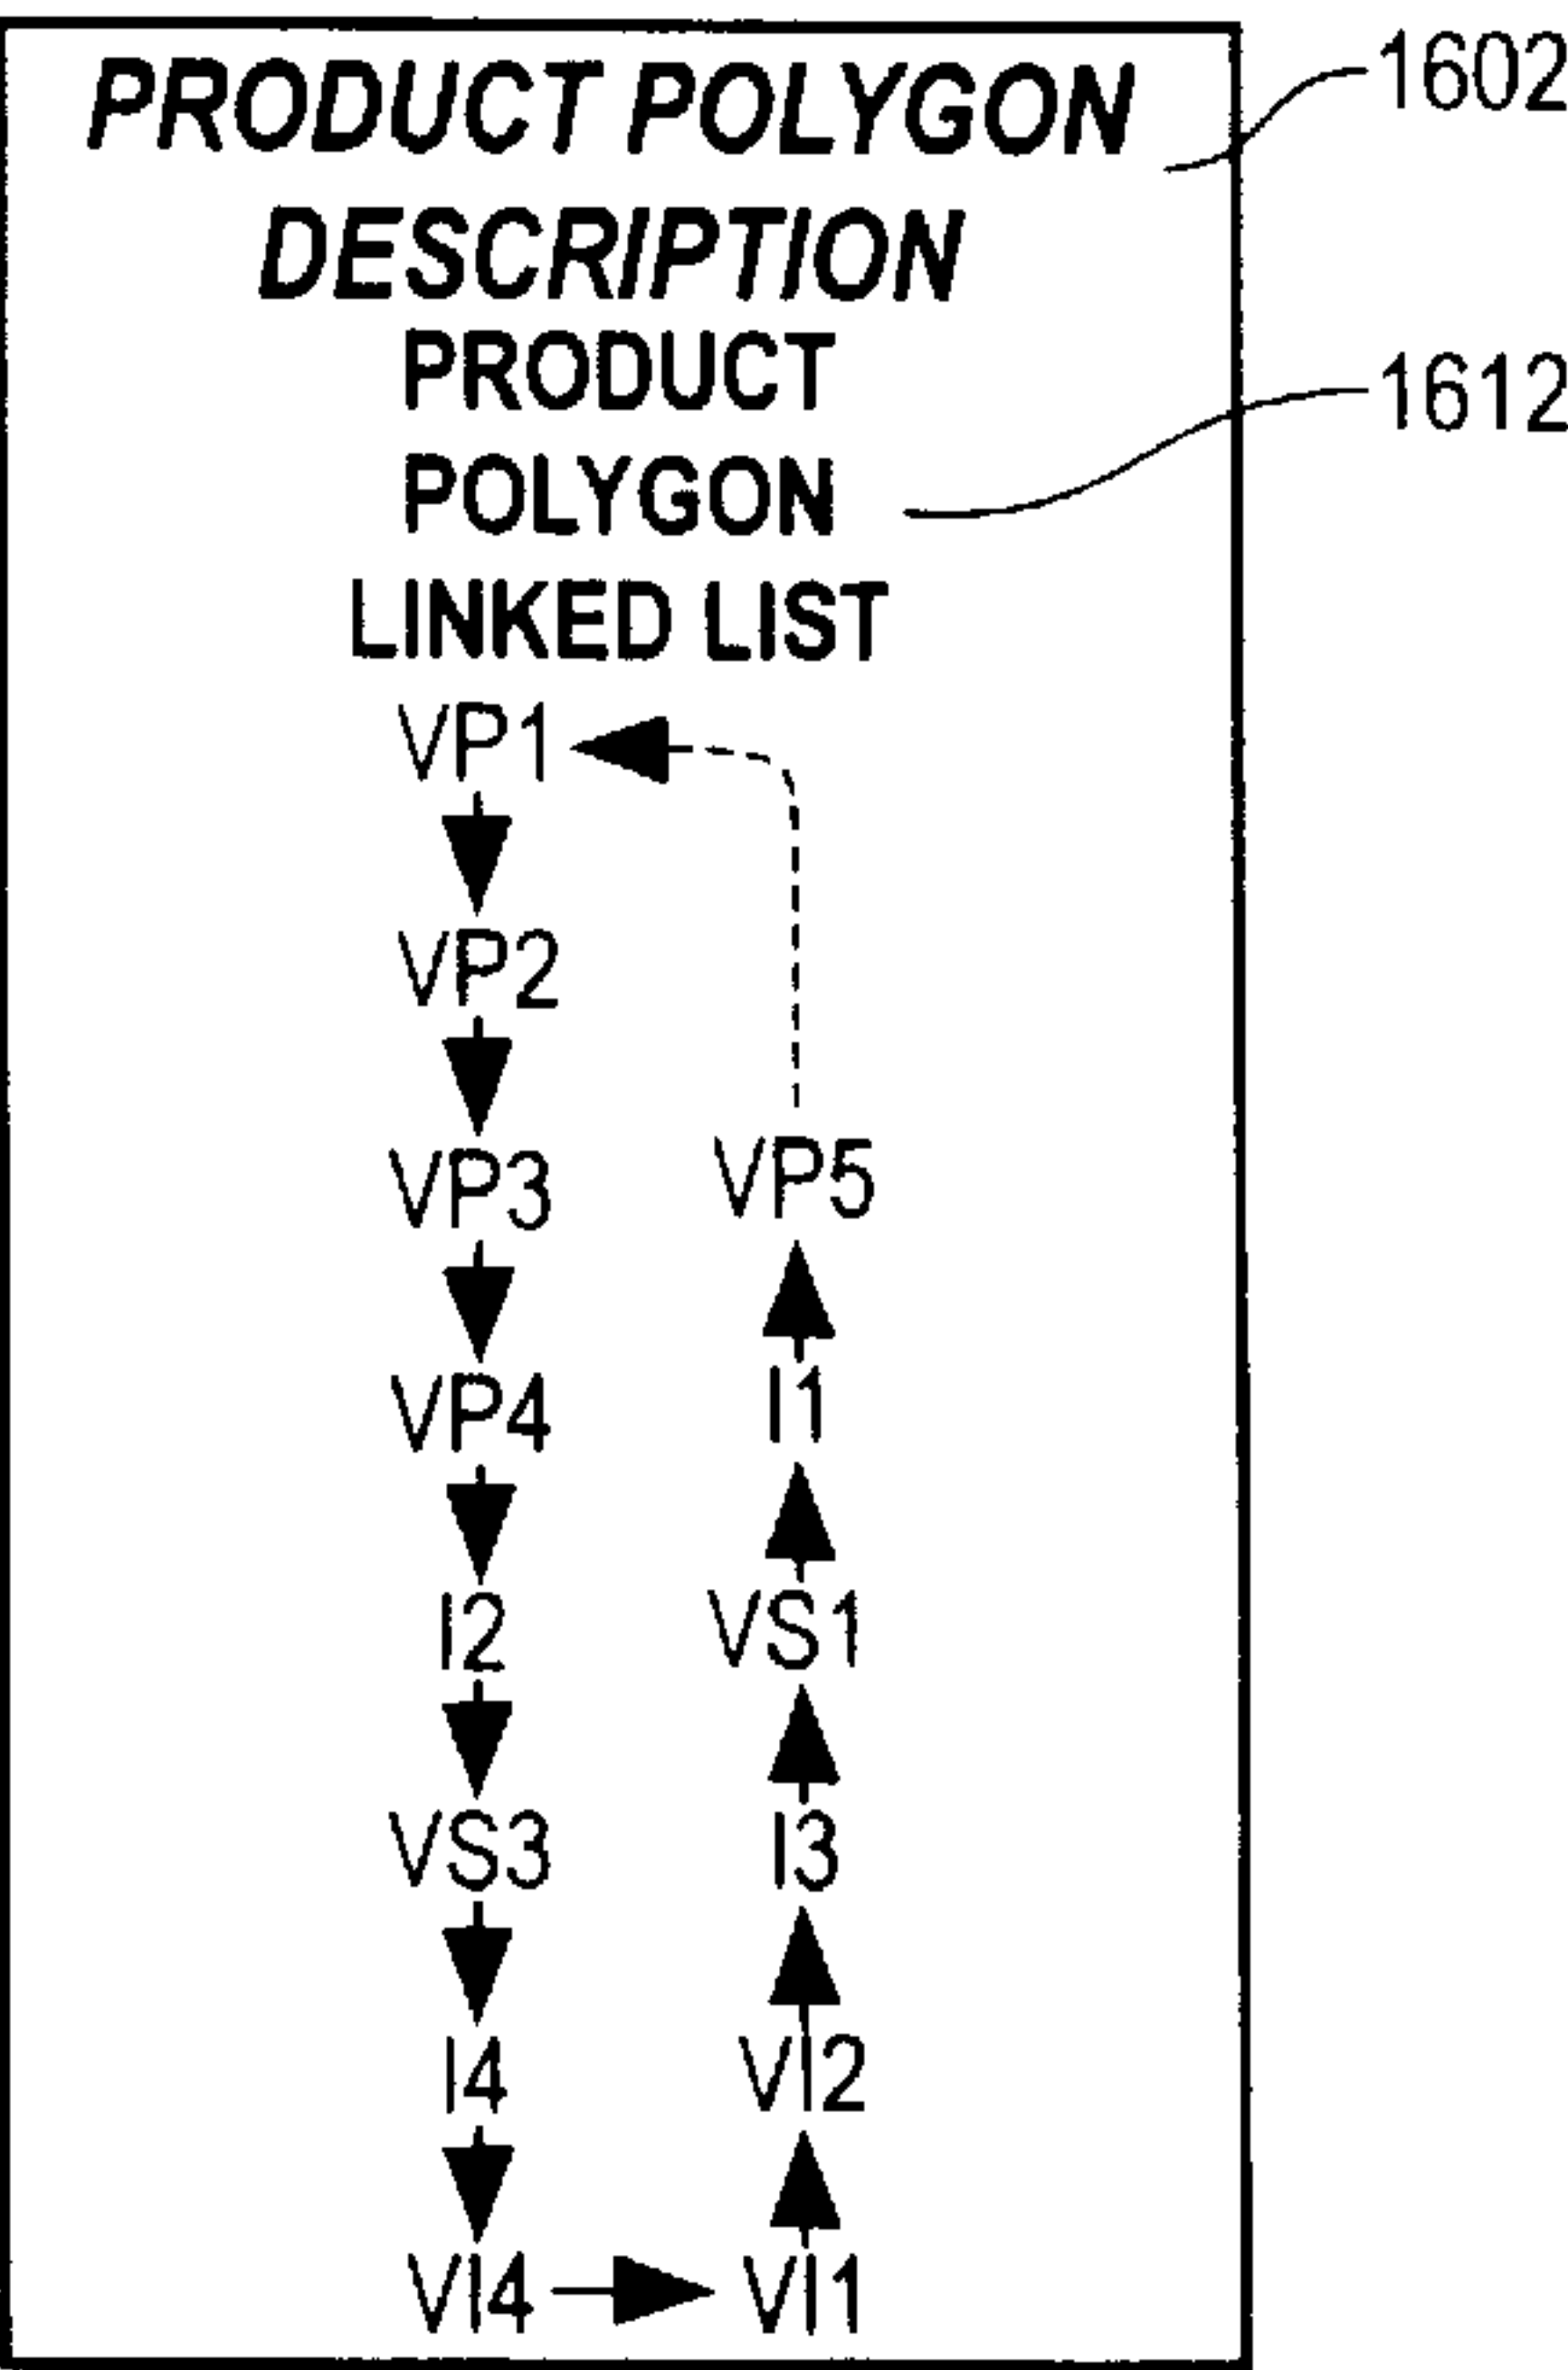 PRODUCT POLYGON
DESCRIPTION
1602
PRODUCT
POLYGON
LINKED LIST
1612
VP1
VP2
VP3
VP4
I2
VS3
I4
VI4
VI1
VI2
I3
VS1
I1
VP5